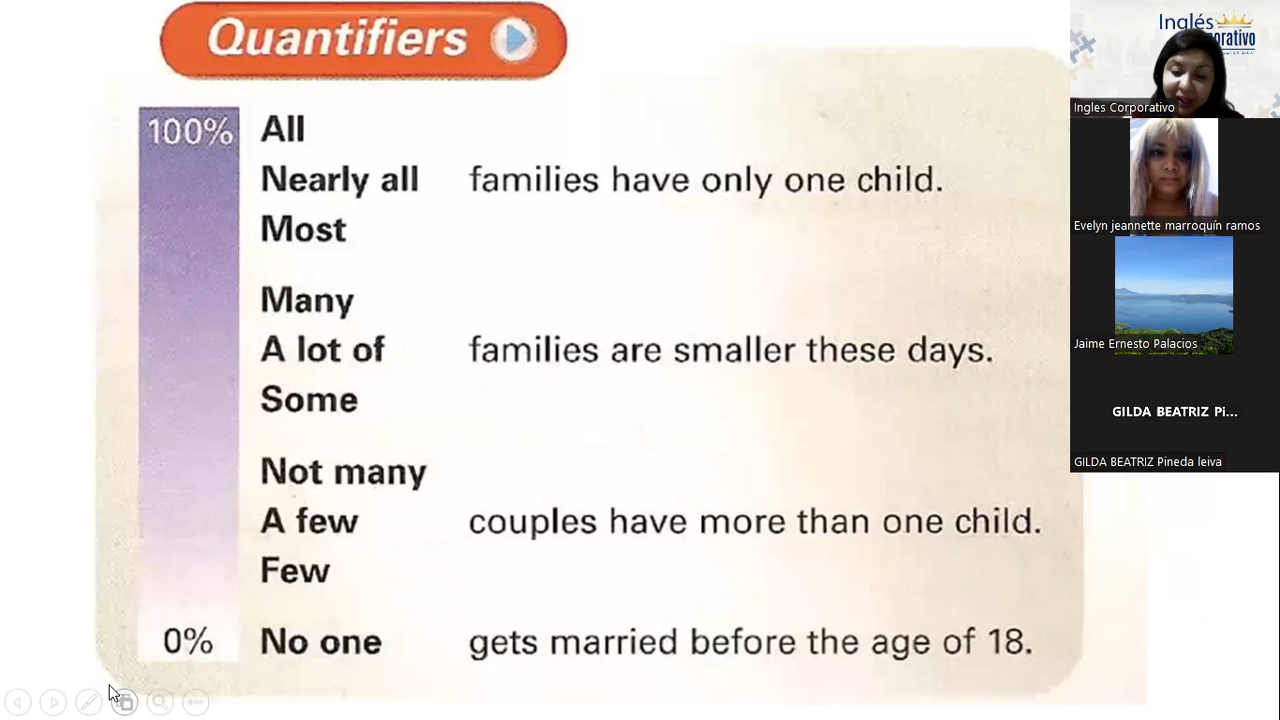 Quantifiers
100% All
Nearly all families have only one child.
Most
Many
A lot of families are smaller these days.
Some
Not many
A few couples have more than one child.
Few
0% No one gets married before the age of 18.
Inglés
Ingles Corporativo
Evelyn jeannette marroquín ramos
Jaime Ernesto Palacios
GILDA BEATRIZ Pi...
GILDA BEATRIZ Pineda leiva